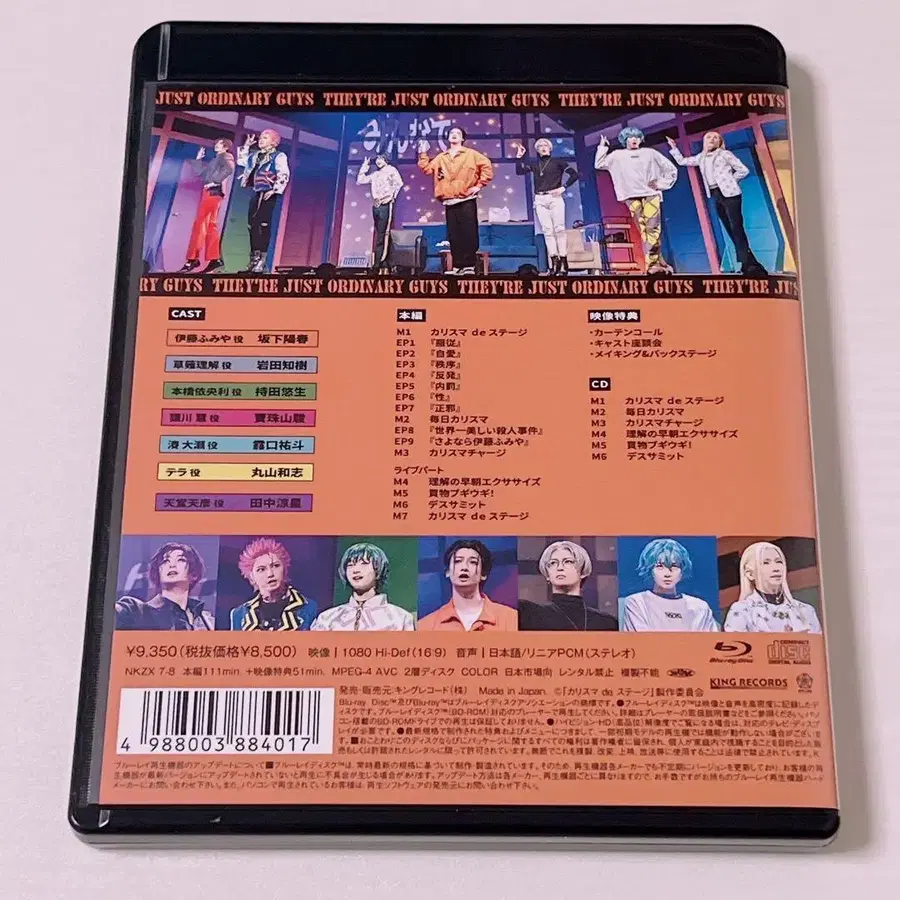 JUST ORDINARY GUYS THEY'RE JUST ORDINARY GUYS THEY'RE JUST ORDINARY GUYS
みんなで
ARY GUYS THEY'RE JUST ORDINARY GUYS THEY'RE JUST ORDINARY GUYS
CAST
伊藤ふみや 役 坂下陽春
草薙理解 役 岩田知樹
本橋依央利 役 持田悠生
猿川 慧 役 寶珠山駿
湊 大瀬 役 露口祐斗
テラ 役 丸山和志
天堂天彦 役 田中涼星
本編
M1 カリスマ de ステージ
EP1 『服従』
EP2 『自愛』
EP3 『秩序』
EP4 『反発』
EP5 『内罰』
EP6 『性』
EP7 『正邪』
M2 毎日カリスマ
EP8 『世界一美しい殺人事件』
EP9 『さよなら伊藤ふみや』
M3 カリスマチャージ
ライブパート
M4 理解の早朝エクササイズ
M5 買物ブギウギ!
M6 デスサミット
M7 カリスマ de ステージ
映像特典
・カーテンコール
・キャスト座談会
・メイキング&バックステージ
CD
M1 カリスマ de ステージ
M2 毎日カリスマ
M3 カリスマチャージ
M4 理解の早朝エクササイズ
M5 買物ブギウギ!
M6 デスサミット
¥9,350(税抜価格¥8,500) 映像 | 1080 Hi-Def(16:9) 音声 | 日本語/リニアPCM(ステレオ)
NKZX 7-8 本編111min. +映像特典51min. MPEG-4 AVC 2層ディスク COLOR 日本市場向 レンタル禁止 複製不能
Blu-ray Disc
COMPACT disc DIGITAL AUDIO
KING RECORDS
発売・販売元:キングレコード(株) Made in Japan. ©「カリスマ de ステージ」製作委員会
4 988003 884017